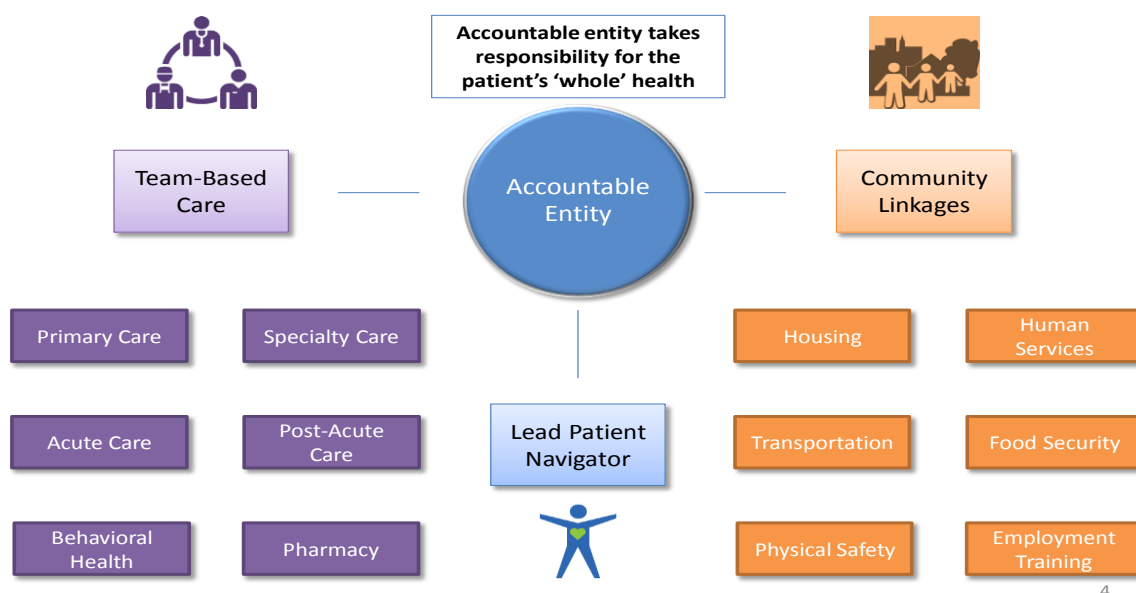 Accountable entity takes
responsibility for the
patient's 'whole' health
Team-Based
Care
Accountable
Entity
Community
Linkages
Primary Care
Specialty Care
Housing
Human
Services
Acute Care
Post-Acute
Care
Lead Patient
Navigator
Transportation
Food Security
Behavioral
Health
Pharmacy
Physical Safety
Employment
Training
4